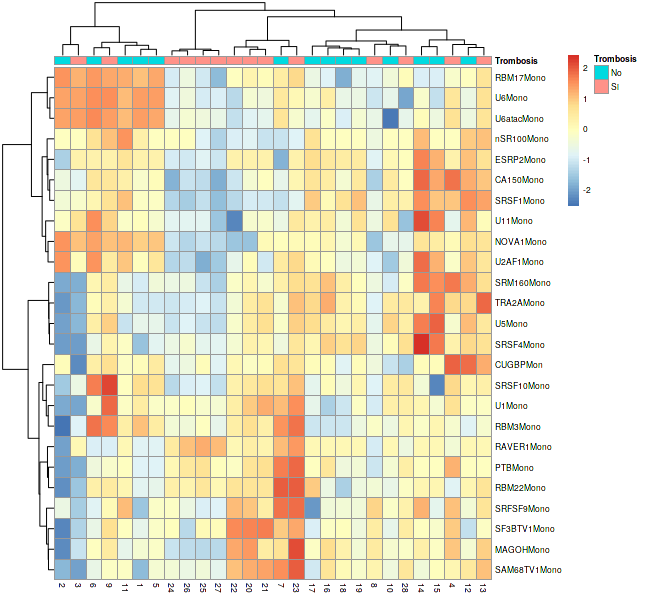 Trombosis
RBM17Mono
U6Mono
U6atacMono
nSR100Mono
ESRP2Mono
CA150Mono
SRSF1Mono
U11Mono
NOVA1Mono
U2AF1Mono
SRM160Mono
TRA2AMono
U5Mono
SRSF4Mono
CUGBPMon
SRSF10Mono
U1Mono
RBM3Mono
RAVER1Mono
PTBMono
RBM22Mono
SRFSF9Mono
SF3BTV1Mono
MAGOHMono
SAM68TV1Mono
2 3 6 9 11 1 5 24 26 25 27 22 20 21 7 23 17 16 18 19 8 10 28 14 15 4 12 13
2
1
0
-1
-2
Trombosis
No
SI